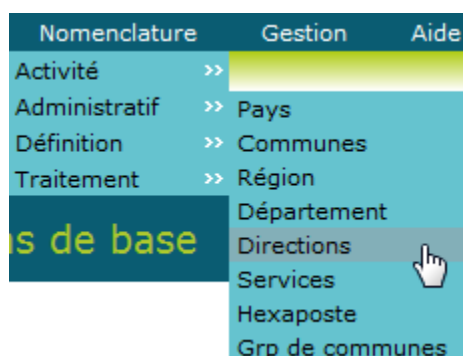 Nomenclature Gestion Aide
Activité >>
Administratif >>
Définition >>
Traitement >>
Pays
Communes
Région
Département
Directions
Services
Hexaposte
Grp de communes
s de base